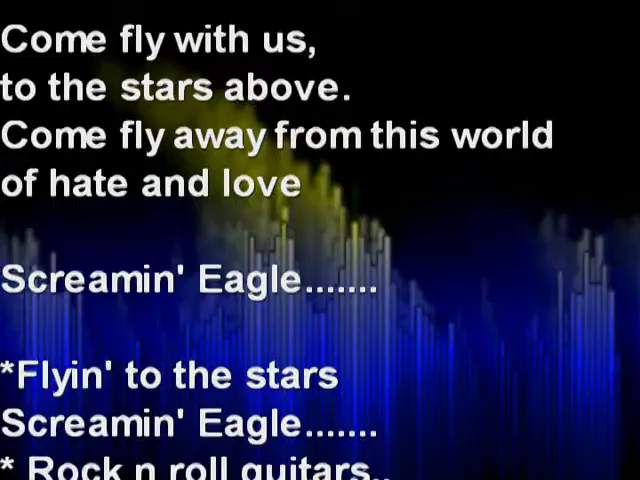 Come fly with us,
to the stars above.
Come fly away from this world
of hate and love
Screamin' Eagle.......
*Flyin' to the stars
Screamin' Eagle.......
* Rock n roll guitars..